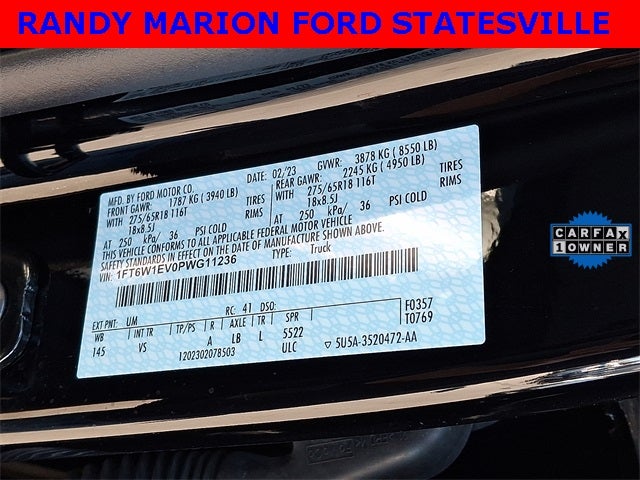 RANDY MARION FORD STATESVILLE
MFD. BY FORD MOTOR CO.
DATE: 02/23 GVWR: 3878 KG ( 8550 LB)
FRONT GAWR: 1787 KG ( 3940 LB)
REAR GAWR: 2245 KG ( 4950 LB)
WITH 275/65R18 116T TIRES
WITH 275/65R18 116T TIRES
18x8.5J RIMS
18x8.5J RIMS
AT 250 kPa/ 36 PSI COLD
AT 250 kPa/ 36 PSI COLD
THIS VEHICLE CONFORMS TO ALL APPLICABLE FEDERAL MOTOR VEHICLE
SAFETY STANDARDS IN EFFECT ON THE DATE OF MANUFACTURE SHOWN ABOVE.
VIN: 1FT6W1EV0PWG11236 TYPE: Truck
F0357
T0769
EXT PNT: UM RC: 41 DSO:
WB INT TR TP/PS R AXLE TR SPR
145 VS A LB L 5522
1202302078503 ULC ▽ 5U5A-3520472-AA
CARFAX
1 OWNER